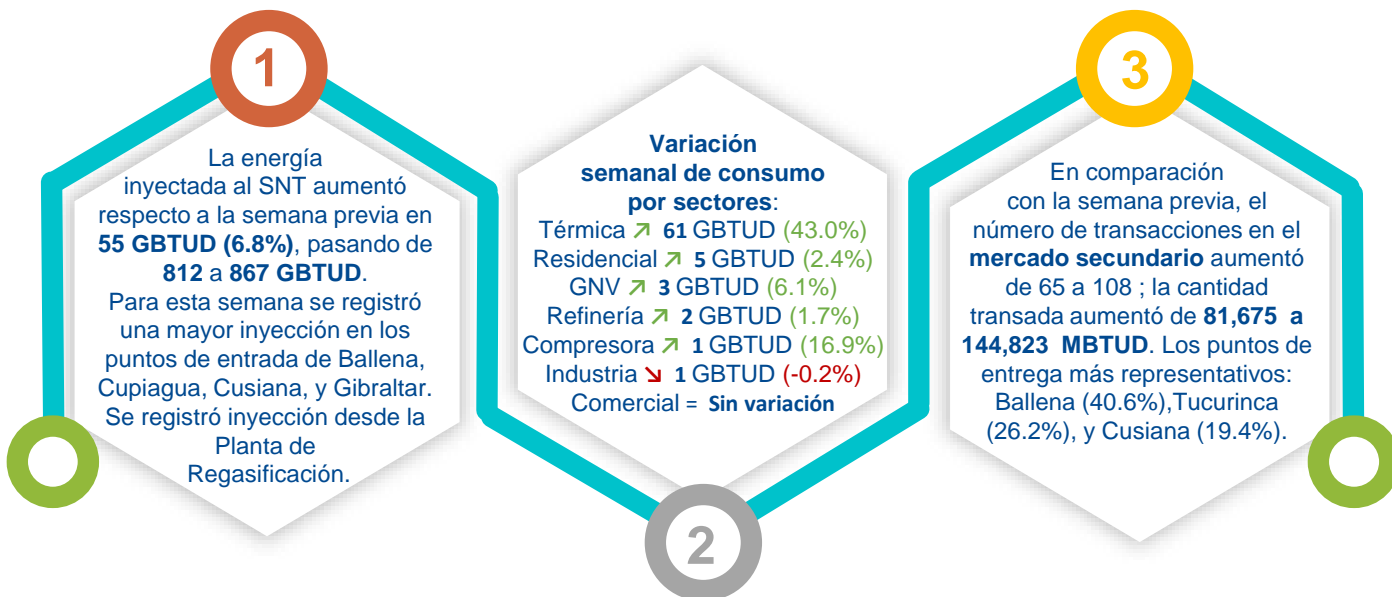 1
La energía
inyectada al SNT aumentó
respecto a la semana previa en
55 GBTUD (6.8%), pasando de
812 a 867 GBTUD.
Para esta semana se registró
una mayor inyección en los
puntos de entrada de Ballena,
Cupiagua, Cusiana, y Gibraltar.
Se registró inyección desde la
Planta de
Regasificación.
Variación
semanal de consumo
por sectores:
Térmica ↗ 61 GBTUD (43.0%)
Residencial ↗ 5 GBTUD (2.4%)
GNV ↗ 3 GBTUD (6.1%)
Refinería ↗ 2 GBTUD (1.7%)
Compresora ↗ 1 GBTUD (16.9%)
Industria ↘ 1 GBTUD (-0.2%)
Comercial = Sin variación
2
3
En comparación
con la semana previa, el
número de transacciones en el
mercado secundario aumentó
de 65 a 108 ; la cantidad
transada aumentó de 81,675 a
144,823 MBTUD. Los puntos de
entrega más representativos:
Ballena (40.6%),Tucurinca
(26.2%), y Cusiana (19.4%).